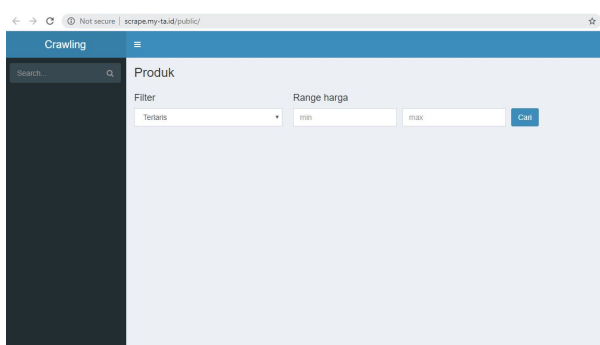 Not secure | scrape.my-ta.id/public/
Crawling
Search...
Produk
Filter
Range harga
Terlaris
min
max
Cari